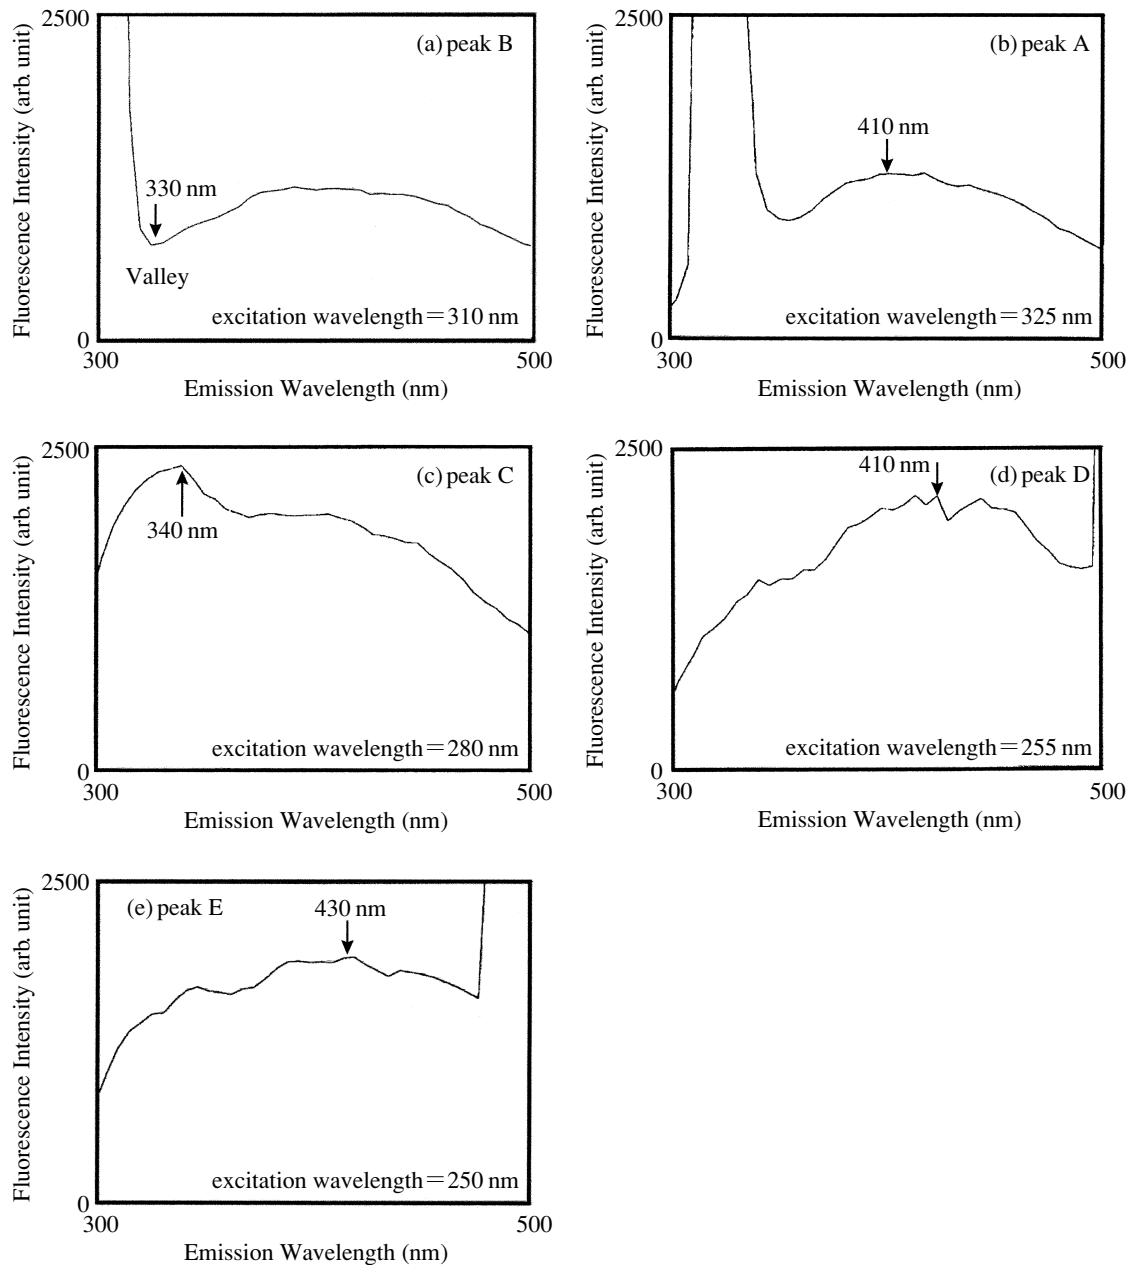 2500
(a) peak B
330 nm
Valley
excitation wavelength=310 nm
0
300
500
Emission Wavelength (nm)
Fluorescence Intensity (arb. unit)
(b) peak A
2500
410 nm
excitation wavelength=325 nm
0
300
500
Emission Wavelength (nm)
Fluorescence Intensity (arb. unit)
2500
(c) peak C
340 nm
excitation wavelength=280 nm
0
300
500
Emission Wavelength (nm)
Fluorescence Intensity (arb. unit)
2500
410 nm
(d) peak D
excitation wavelength=255 nm
0
300
500
Emission Wavelength (nm)
Fluorescence Intensity (arb. unit)
2500
(e) peak E
430 nm
excitation wavelength=250 nm
0
300
500
Emission Wavelength (nm)
Fluorescence Intensity (arb. unit)